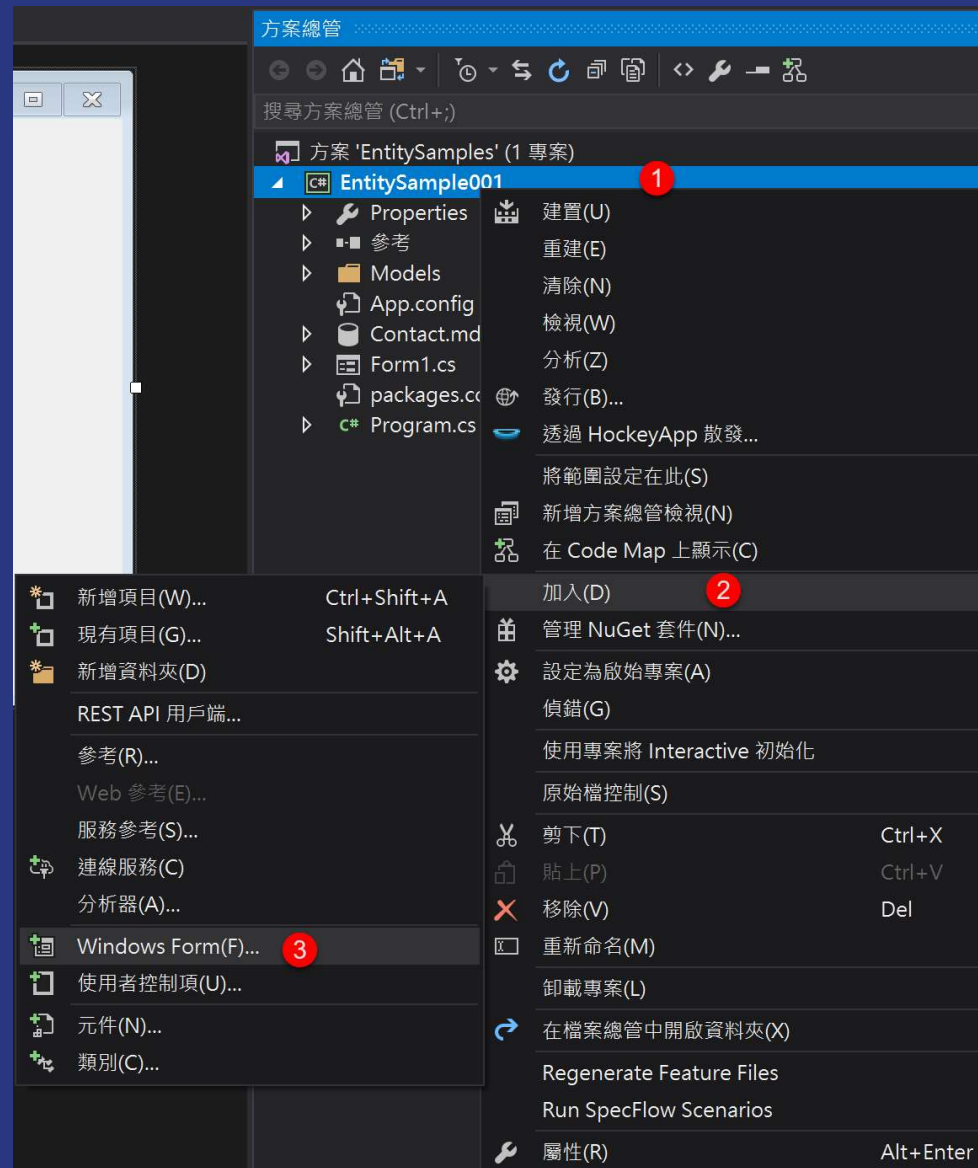 方案總管
搜尋方案總管 (Ctrl+;)
方案 'EntitySamples' (1 專案)
C# EntitySample001
1
Properties
參考
Models
App.config
Contact.md
Form1.cs
packages.co
C# Program.cs
建置(U)
重建(E)
清除(N)
檢視(W)
分析(Z)
發行(B)...
透過 HockeyApp 散發...
將範圍設定在此(S)
新增方案總管檢視(N)
在 Code Map 上顯示(C)
加入(D) 2
管理 NuGet 套件(N)...
設定為啟始專案(A)
偵錯(G)
使用專案將 Interactive 初始化
原始檔控制(S)
剪下(T) Ctrl+X
貼上(P) Ctrl+V
移除(V) Del
重新命名(M)
卸載專案(L)
在檔案總管中開啟資料夾(X)
Regenerate Feature Files
Run SpecFlow Scenarios
屬性(R) Alt+Enter
新增項目(W)... Ctrl+Shift+A
現有項目(G)... Shift+Alt+A
新增資料夾(D)
REST API 用戶端...
參考(R)...
Web 參考(E)...
服務參考(S)...
連線服務(C)
分析器(A)...
Windows Form(F)... 3
使用者控制項(U)...
元件(N)...
類別(C)...